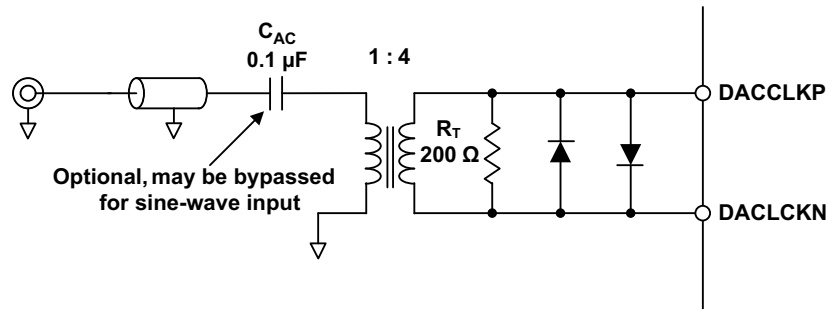 C_AC
0.1 µF
1 : 4
DACCLKP
R_T
200 Ω
Optional, may be bypassed
for sine-wave input
DACLCKN